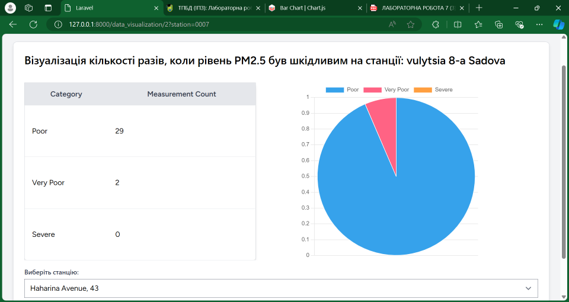 Laravel
ТПБД (ІПЗ): Лабораторна ро
Bar Chart | Chart.js
ЛАБОРАТОРНА РОБОТА 7 (1
127.0.0.1:8000/data_visualization/2?station=0007
Візуалізація кількості разів, коли рівень PM2.5 був шкідливим на станції: vulytsia 8-a Sadova
Category Measurement Count
Poor 29
Very Poor 2
Severe 0
Poor Very Poor Severe
1
0.9
0.8
0.7
0.6
0.5
0.4
0.3
0.2
0.1
0
Виберіть станцію:
Haharina Avenue, 43